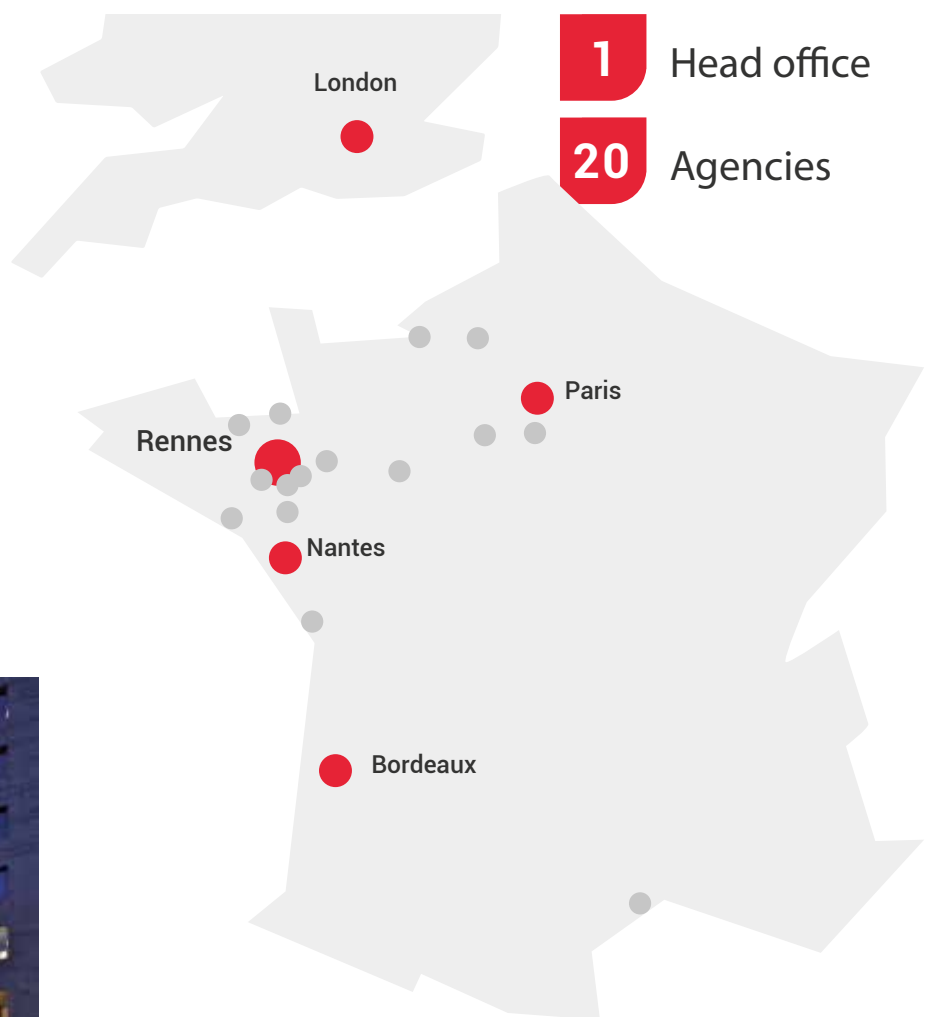 London
1 Head office
20 Agencies
Paris
Rennes
Nantes
Bordeaux